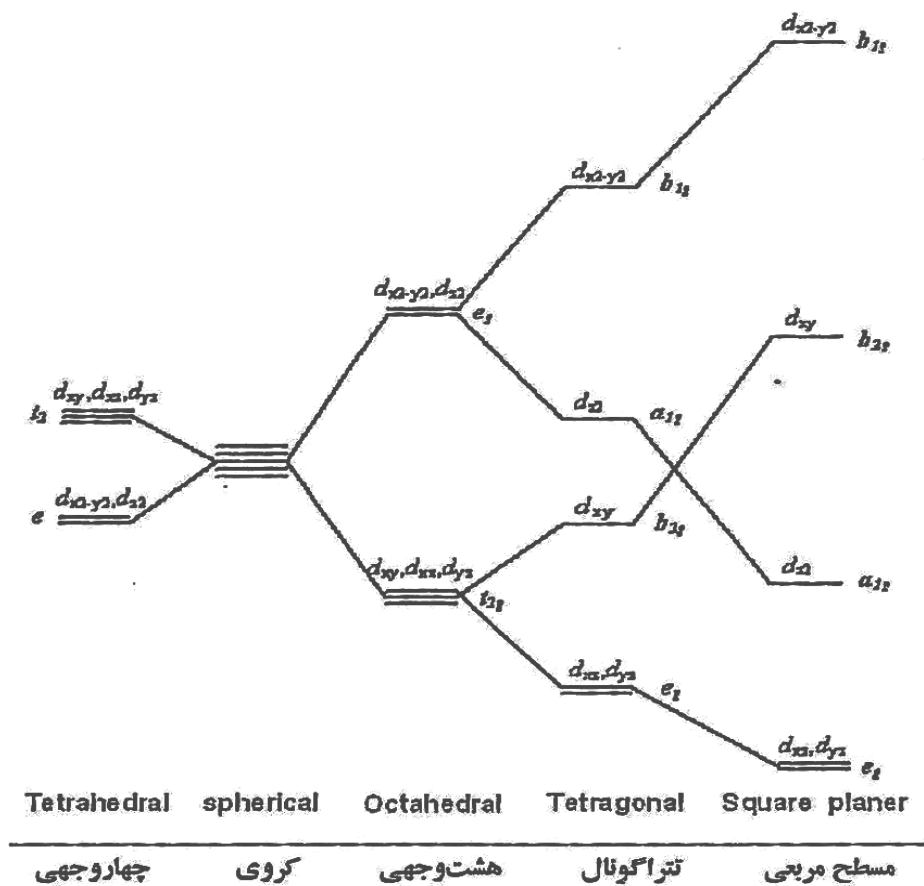 dx2-y2 b1g
dx2-y2 b1g
dx2-y2,dz2 eg
dxy b2g
dxy,dxz,dyz t2
dz2 a1g
dx2-y2,dz2 e
dxy b2g
dxy,dxz,dyz t2g
dz2 a1g
dxz,dyz eg
dxz,dyz eg
Tetrahedral spherical Octahedral Tetragonal Square planer
چهاروجهی کروی هشت‌وجهی تتراگونال مسطح مربعی